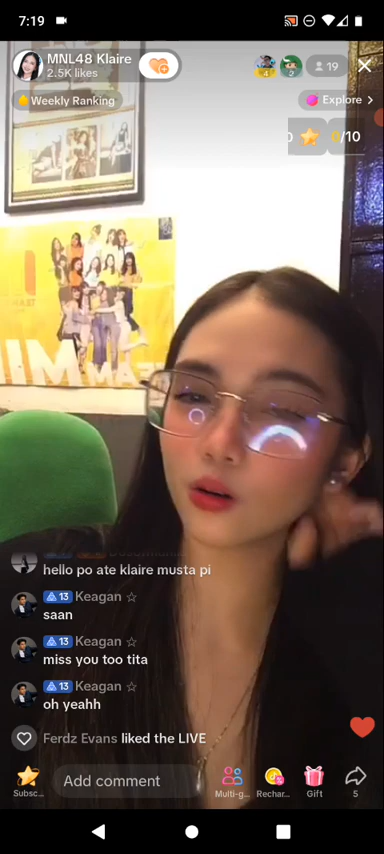 7:19
MNL48 Klaire
2.5K likes
19
Weekly Ranking
Explore
/10
hello po ate klaire musta pi
13 Keagan ☆
saan
13 Keagan ☆
miss you too tita
13 Keagan ☆
oh yeahh
Ferdz Evans liked the LIVE
Subsc...
Add comment
Multi-g...
Rechar...
Gift
5